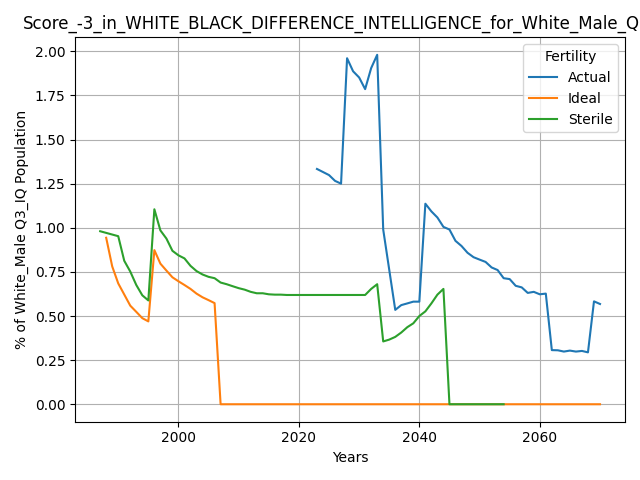 Score_-3_in_WHITE_BLACK_DIFFERENCE_INTELLIGENCE_for_White_Male_Q
Fertility
Actual
Ideal
Sterile
% of White_Male Q3_IQ Population
2.00
1.75
1.50
1.25
1.00
0.75
0.50
0.25
0.00
2000 2020 2040 2060
Years